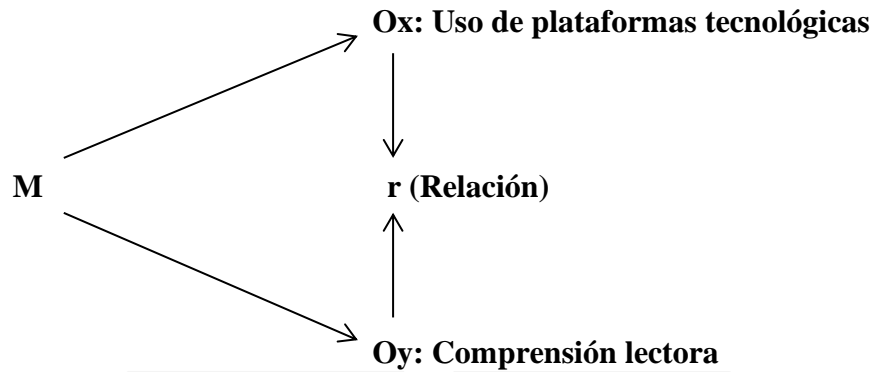 Ox: Uso de plataformas tecnológicas
M
r (Relación)
Oy: Comprensión lectora